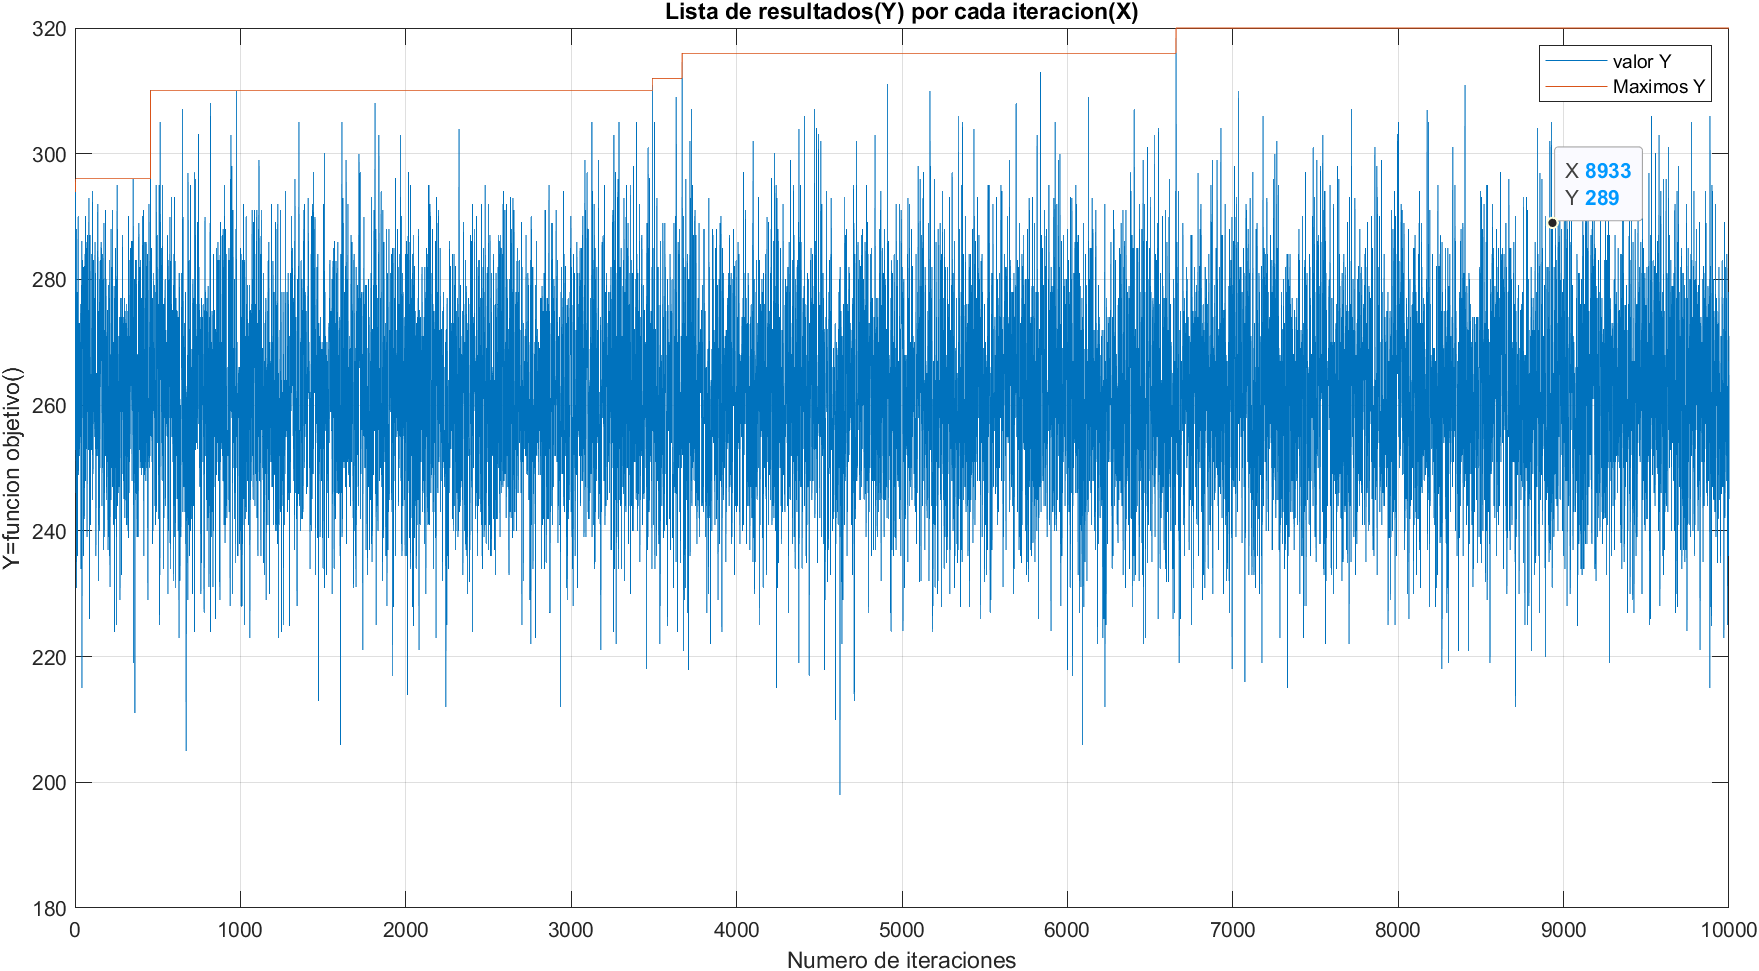 Lista de resultados(Y) por cada iteracion(X)
320
300
280
260
240
220
200
180
Y=funcion objetivo()
valor Y
Maximos Y
X 8933
Y 289
0 1000 2000 3000 4000 5000 6000 7000 8000 9000 10000
Numero de iteraciones